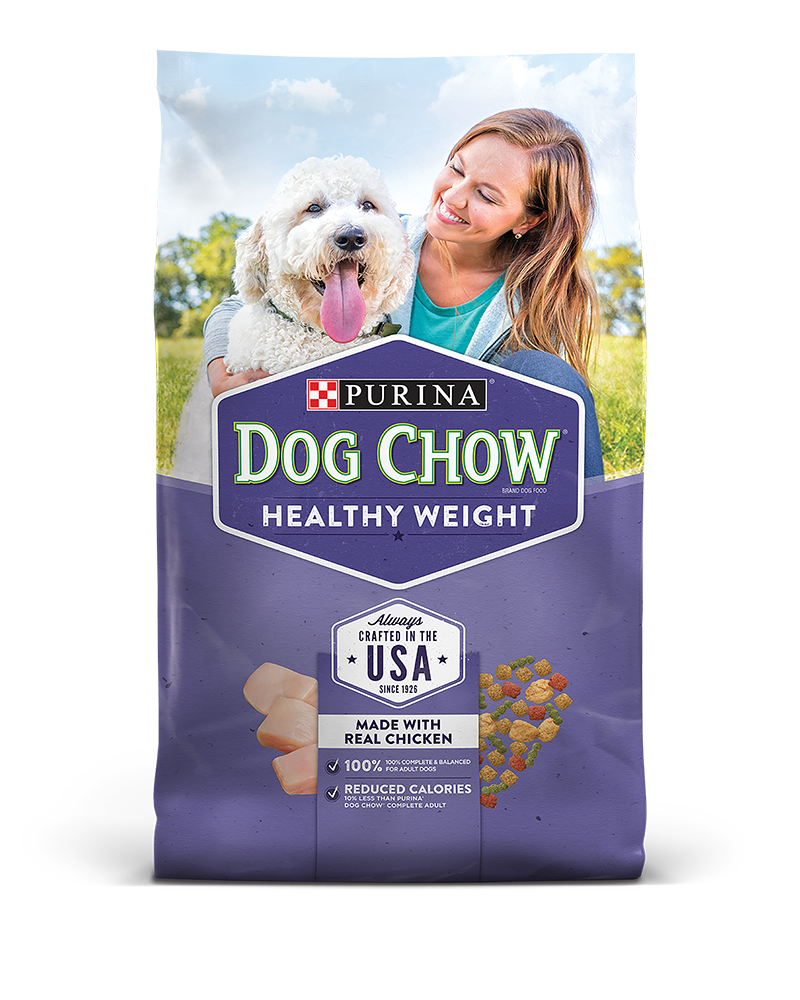 PURINA®
DOG CHOW®
BRAND DOG FOOD
HEALTHY WEIGHT
Always
CRAFTED IN THE
USA
SINCE 1926
MADE WITH
REAL CHICKEN
100% 100% COMPLETE & BALANCED
FOR ADULT DOGS
REDUCED CALORIES
10% LESS THAN PURINA®
DOG CHOW® COMPLETE ADULT